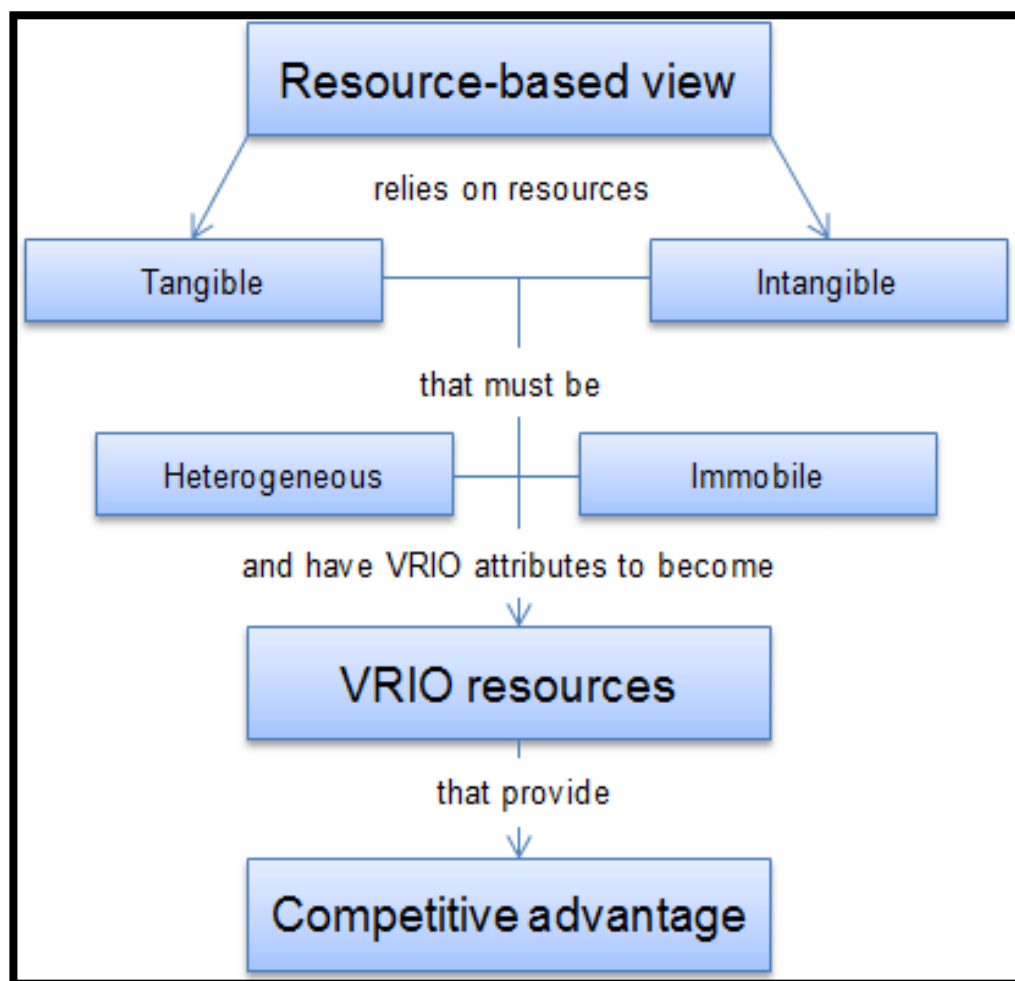 Resource-based view
relies on resources
Tangible
Intangible
that must be
Heterogeneous
Immobile
and have VRIO attributes to become
VRIO resources
that provide
Competitive advantage